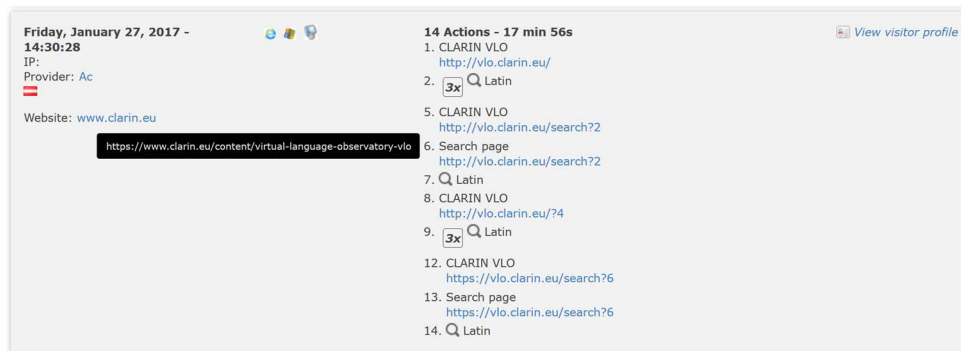 Friday, January 27, 2017 -
14:30:28
IP:
Provider: Ac
Website: www.clarin.eu
https://www.clarin.eu/content/virtual-language-observatory-vlo
14 Actions - 17 min 56s
1. CLARIN VLO
http://vlo.clarin.eu/
2. 3x Latin
5. CLARIN VLO
http://vlo.clarin.eu/search?2
6. Search page
http://vlo.clarin.eu/search?2
7. Latin
8. CLARIN VLO
http://vlo.clarin.eu/?4
9. 3x Latin
12. CLARIN VLO
https://vlo.clarin.eu/search?6
13. Search page
https://vlo.clarin.eu/search?6
14. Latin
View visitor profile